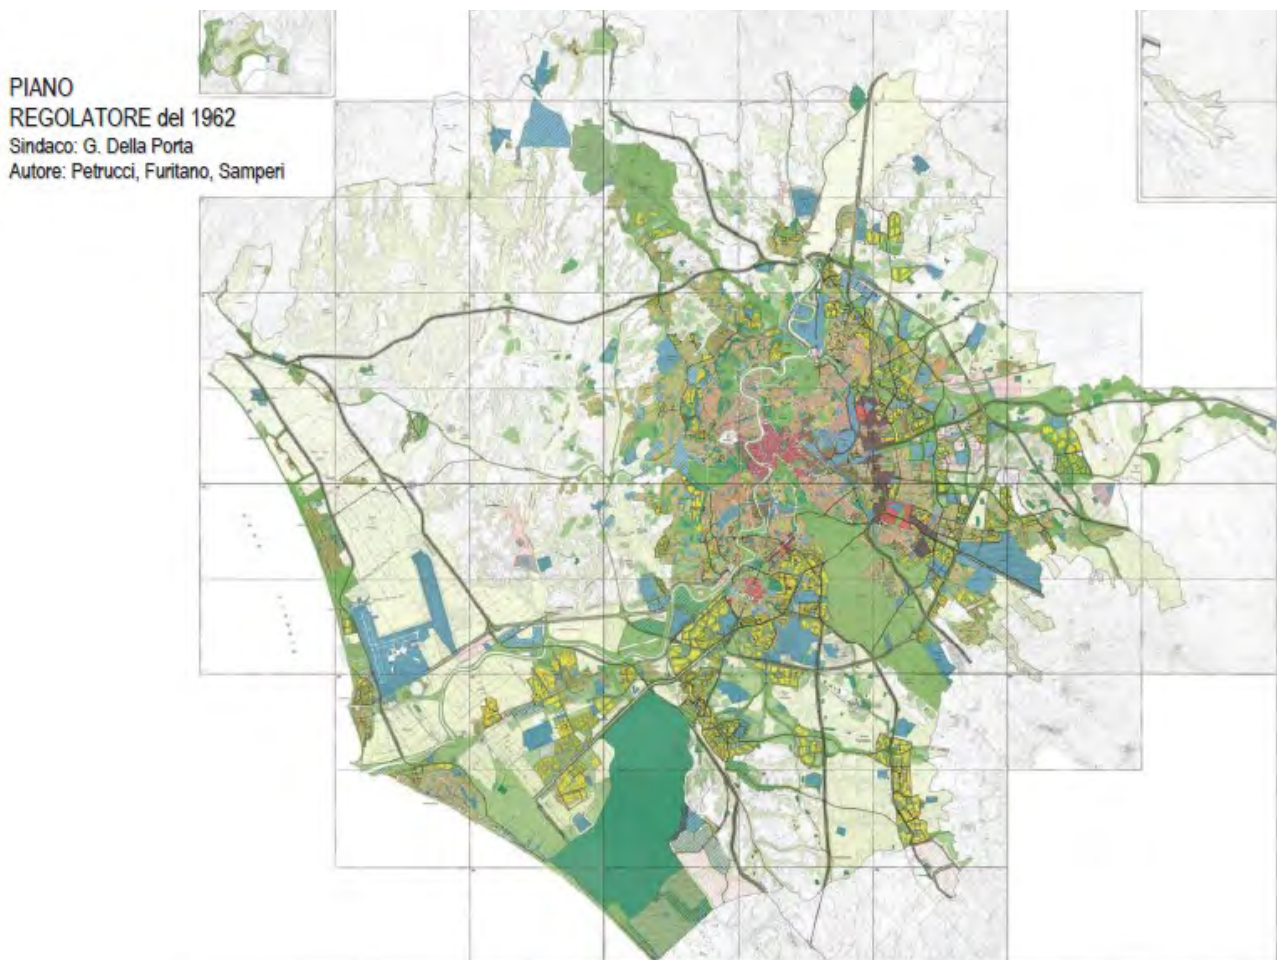 PIANO
REGOLATORE del 1962
Sindaco: G. Della Porta
Autore: Petrucci, Furitano, Samperi